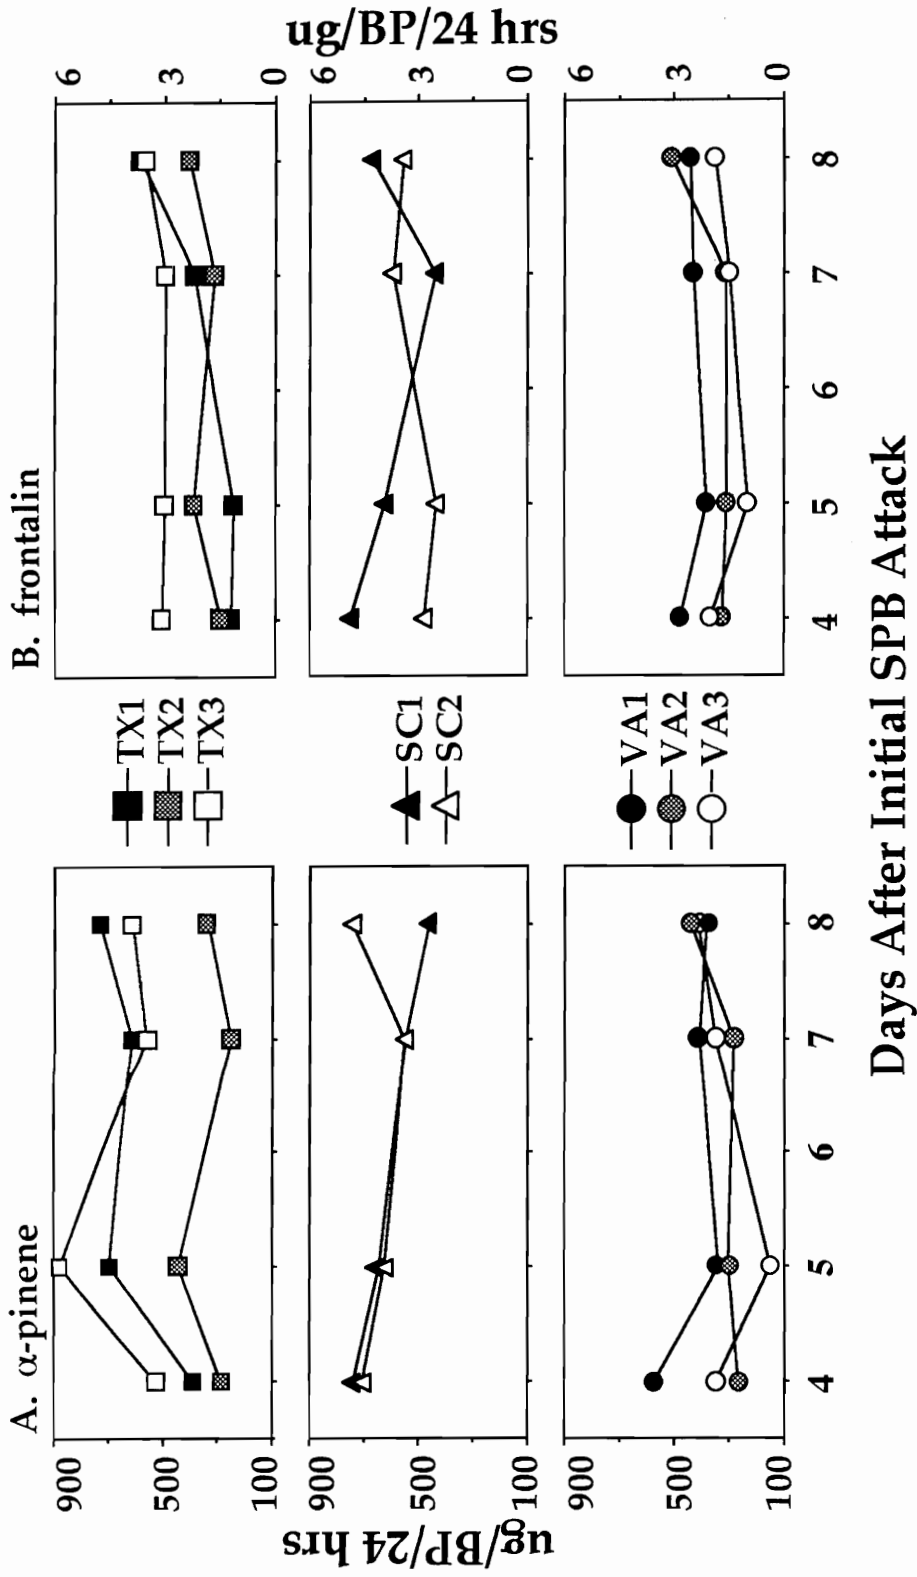 A. α-pinene
B. frontalin
900
500
100
TX1
TX2
TX3
6
3
0
900
500
100
SC1
SC2
6
3
0
900
500
100
VA1
VA2
VA3
6
3
0
4 5 6 7 8
4 5 6 7 8
ug/BP/24 hrs
ug/BP/24 hrs
Days After Initial SPB Attack